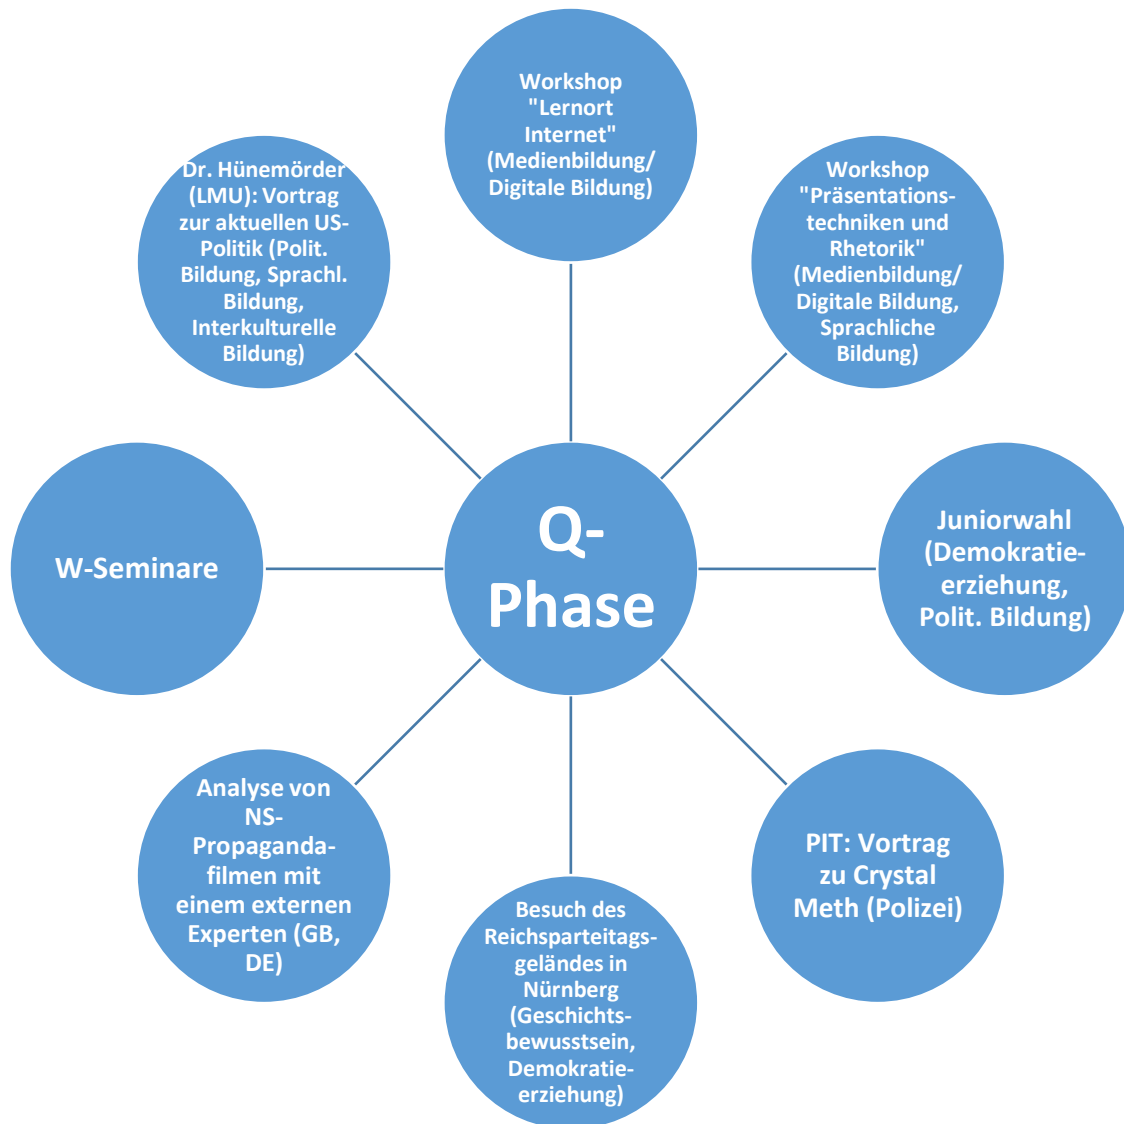 Workshop
"Lernort
Internet"
(Medienbildung/
Digitale Bildung)
Workshop
"Präsentations-
techniken und
Rhetorik"
(Medienbildung/
Digitale Bildung,
Sprachliche
Bildung)
Juniorwahl
(Demokratie-
erziehung,
Polit. Bildung)
PIT: Vortrag
zu Crystal
Meth (Polizei)
Besuch des
Reichsparteitags-
geländes in
Nürnberg
(Geschichts-
bewusstsein,
Demokratie-
erziehung)
Analyse von
NS-
Propaganda-
filmen mit
einem externen
Experten (GB,
DE)
W-Seminare
Dr. Hünemörder
(LMU): Vortrag
zur aktuellen US-
Politik (Polit.
Bildung, Sprachl.
Bildung,
Interkulturelle
Bildung)
Q-
Phase